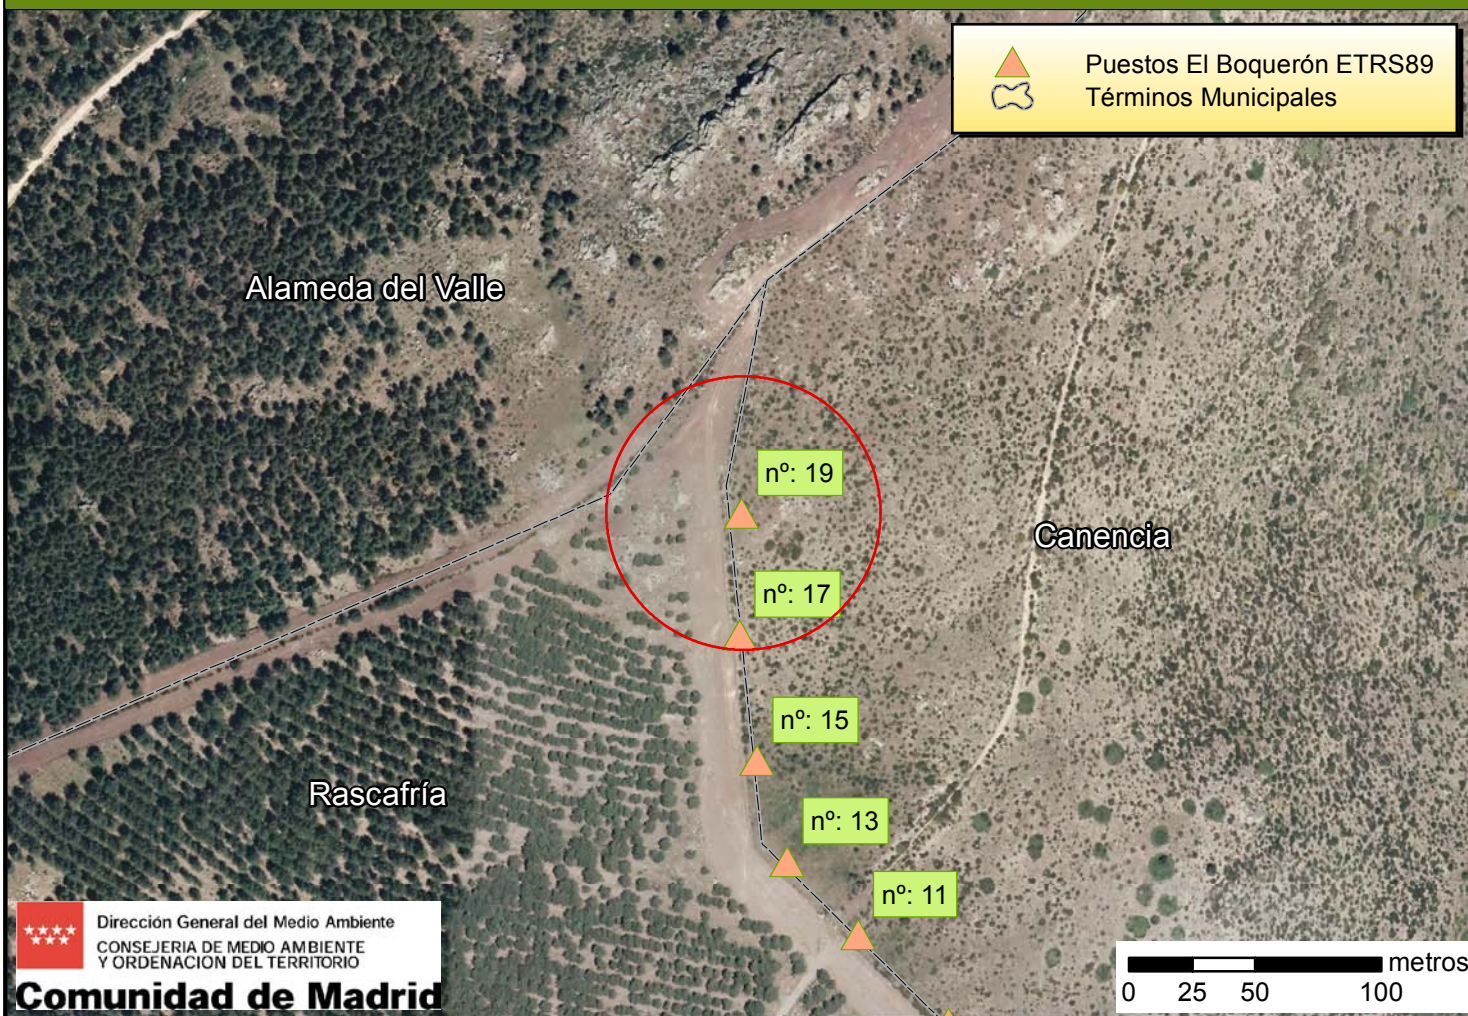 Puestos El Boquerón ETRS89
Términos Municipales
Alameda del Valle
nº: 19
Canencia
nº: 17
nº: 15
Rascafría
nº: 13
nº: 11
Dirección General del Medio Ambiente
CONSEJERIA DE MEDIO AMBIENTE
Y ORDENACION DEL TERRITORIO
Comunidad de Madrid
metros
0 25 50 100